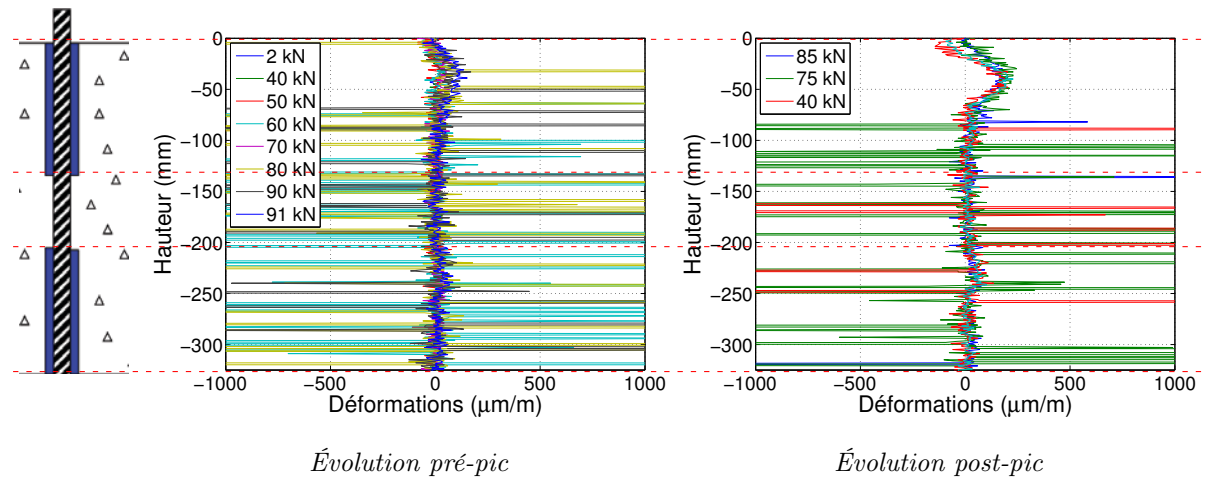 0
−50
−100
−150
−200
−250
−300
Hauteur (mm)
2 kN
40 kN
50 kN
60 kN
70 kN
80 kN
90 kN
91 kN
−1000
−500
0
500
1000
Déformations (μm/m)
Évolution pré-pic
0
−50
−100
−150
−200
−250
−300
Hauteur (mm)
85 kN
75 kN
40 kN
−1000
−500
0
500
1000
Déformations (μm/m)
Évolution post-pic